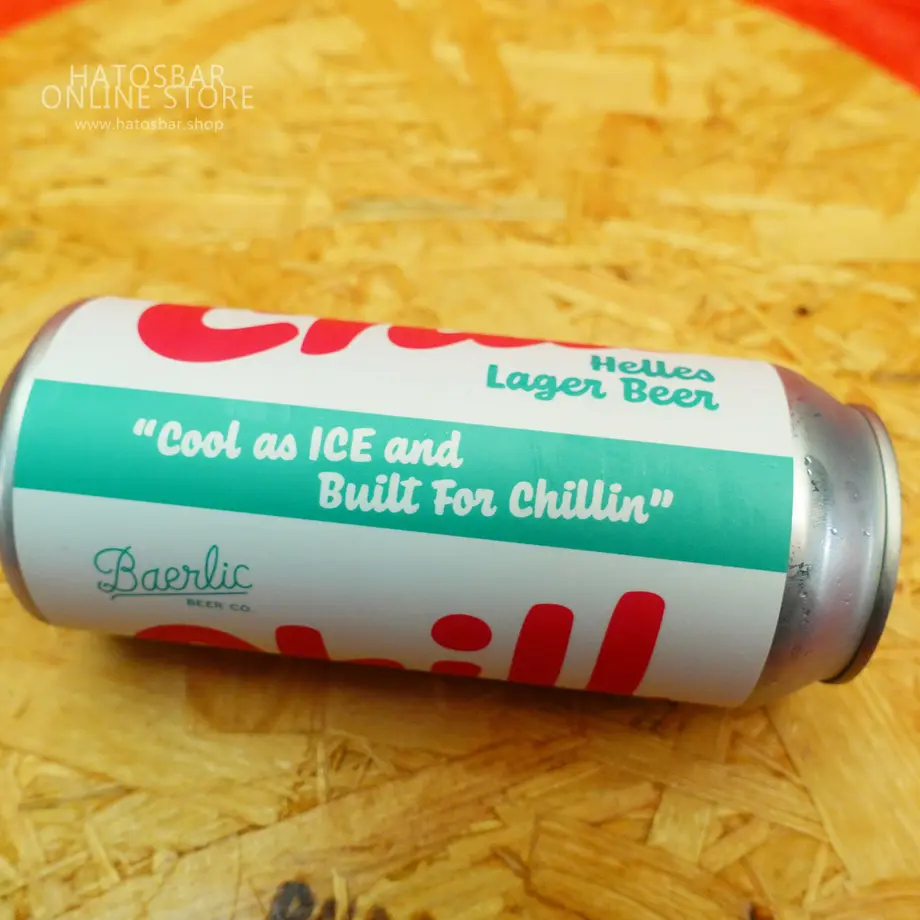 HATOSBAR
ONLINE STORE
www.hatosbar.shop
Helles
Lager Beer
“Cool as ICE and
Built For Chillin”
Baerlic
BEER CO
Chill